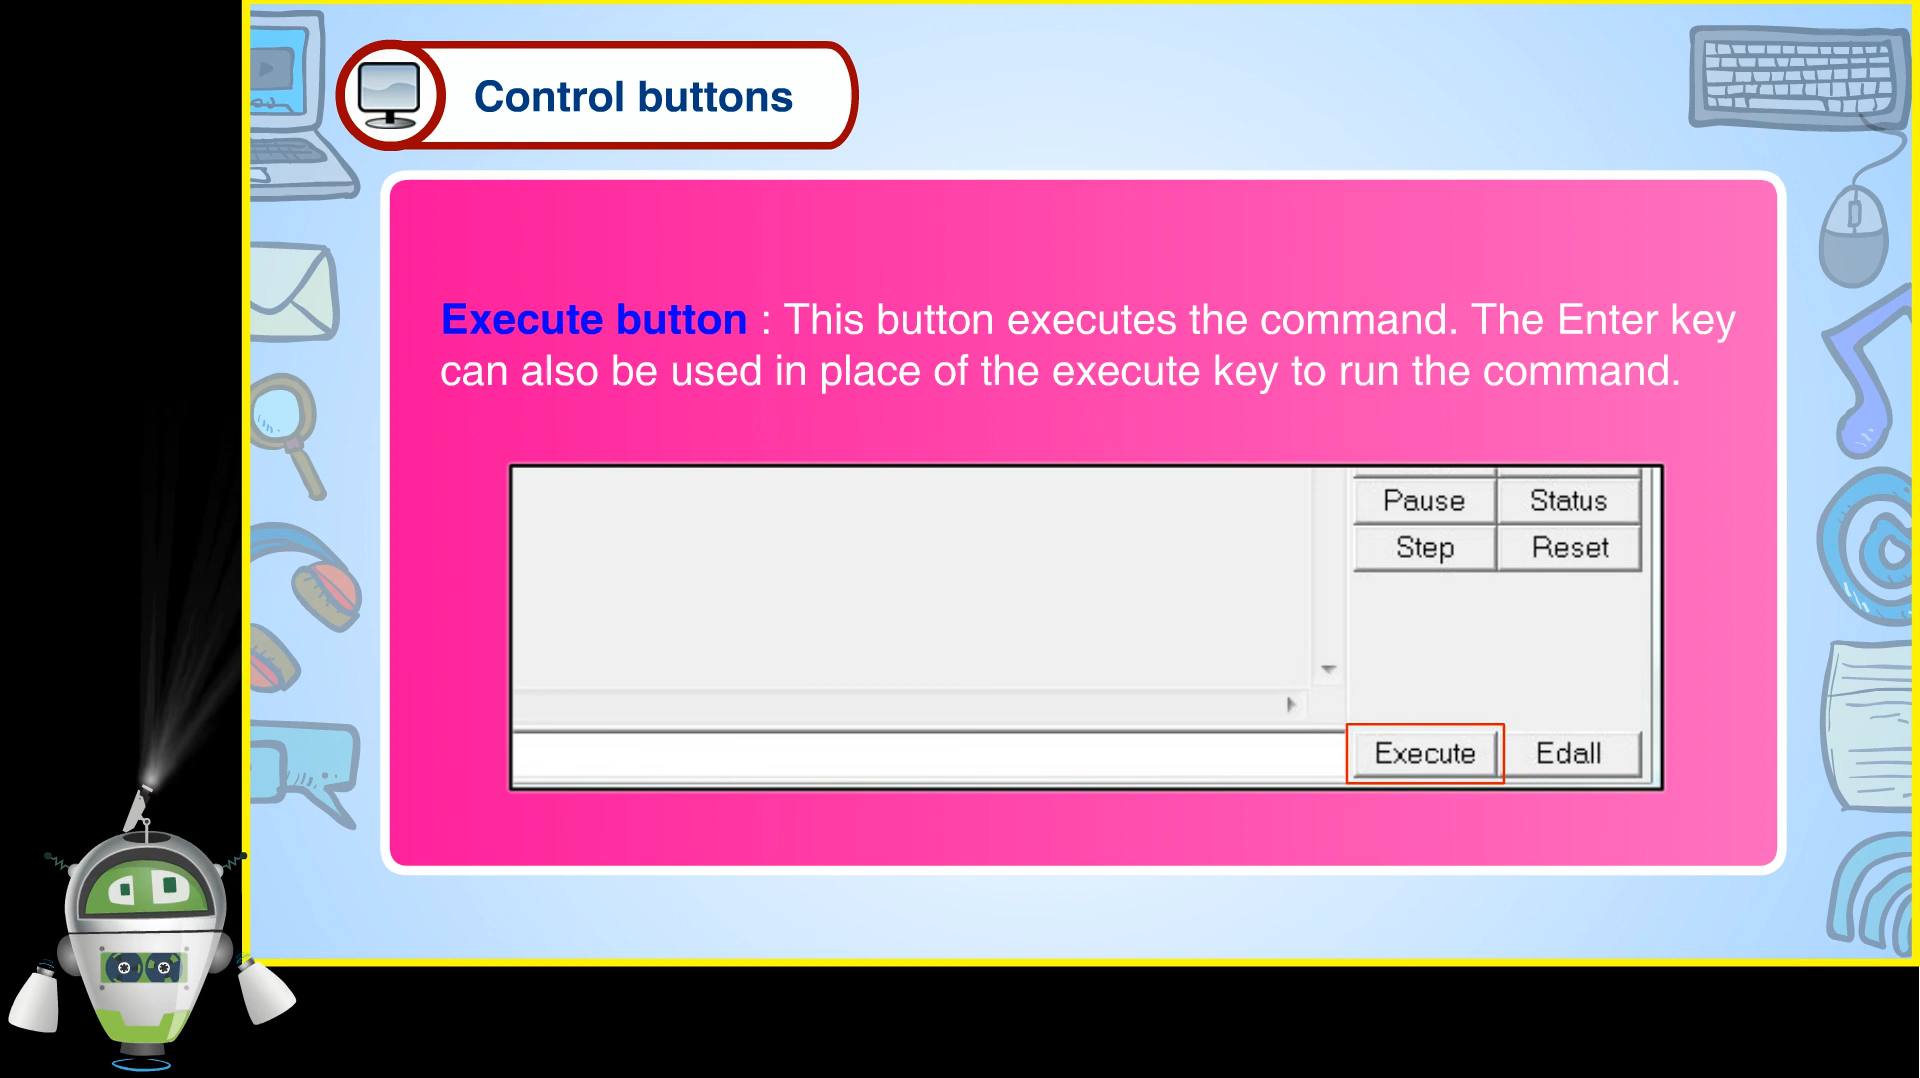 Control buttons
Execute button : This button executes the command. The Enter key
can also be used in place of the execute key to run the command.
Pause Status
Step Reset
Execute Edall